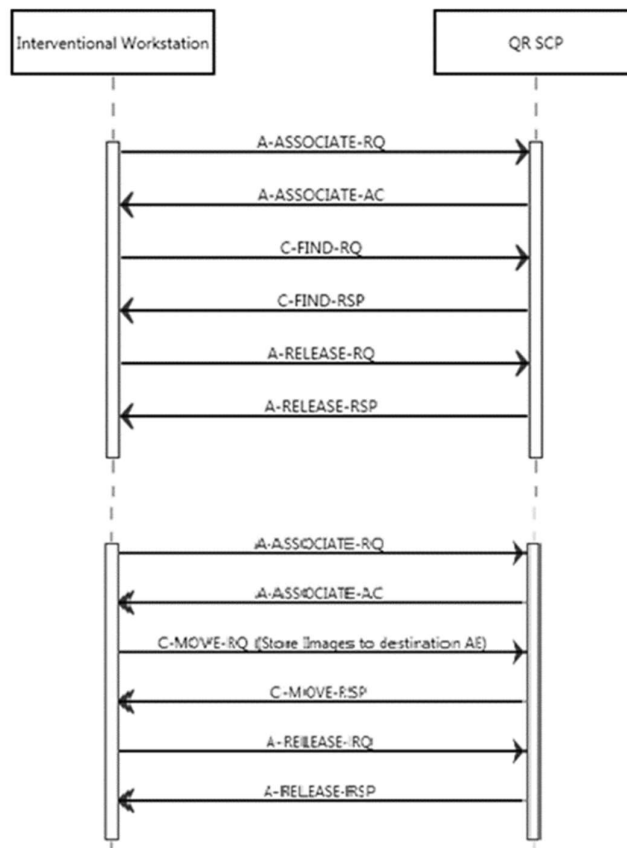 Interventional Workstation
QR SCP
A-ASSOCIATE-RQ
A-ASSOCIATE-AC
C-FIND-RQ
C-FIND-RSP
A-RELEASE-RQ
A-RELEASE-RSP
A-ASSOCIATE-RQ
A-ASSOCIATE-AC
C-MOVE-RQ (Store Images to destination AE)
C-MOVE-RSP
A-RELEASE-RQ
A-RELEASE-RSP